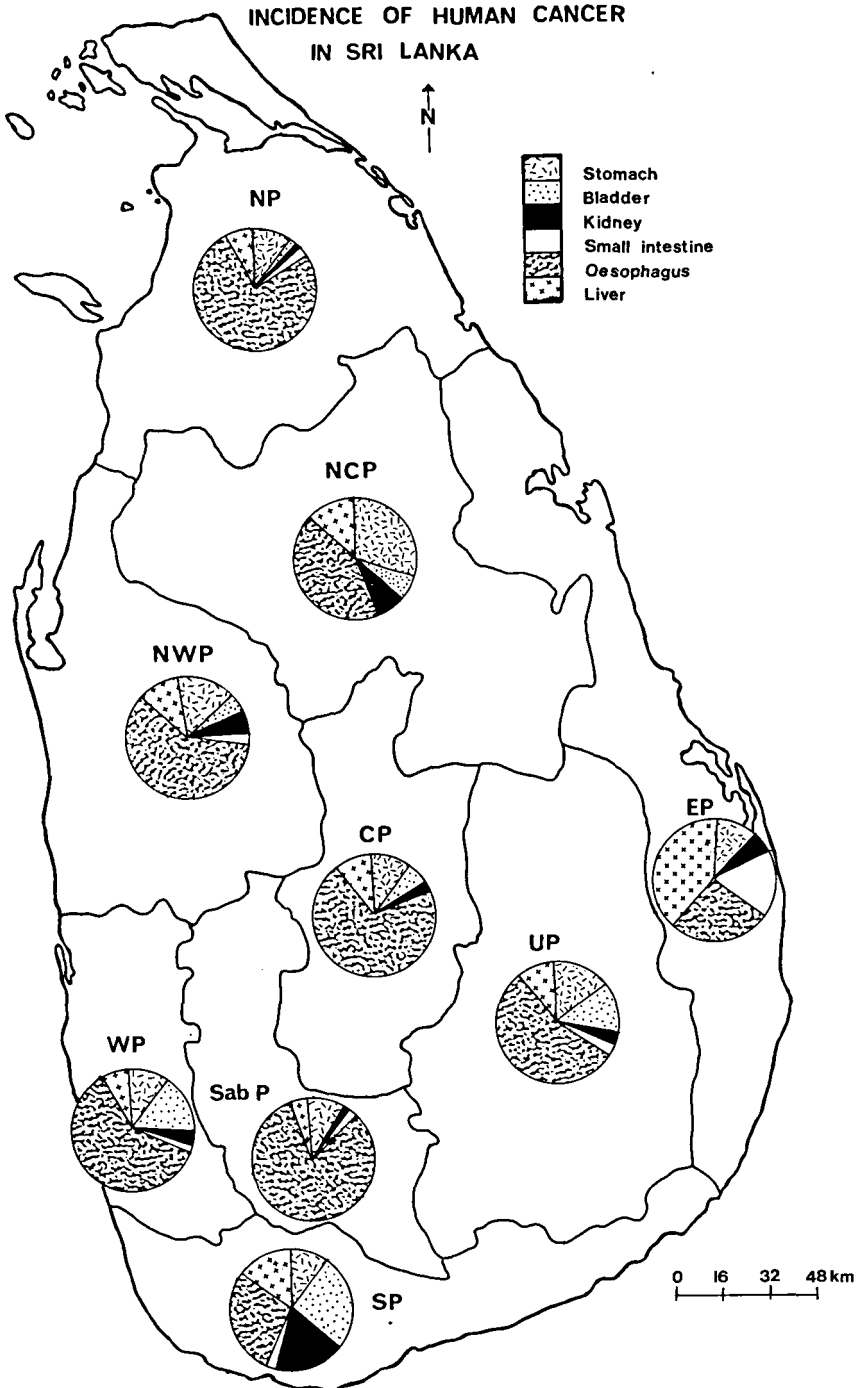 INCIDENCE OF HUMAN CANCER
IN SRI LANKA
N
Stomach
Bladder
Kidney
Small intestine
Oesophagus
Liver
NP
NCP
NWP
EP
CP
UP
WP
Sab P
SP
0 16 32 48 km